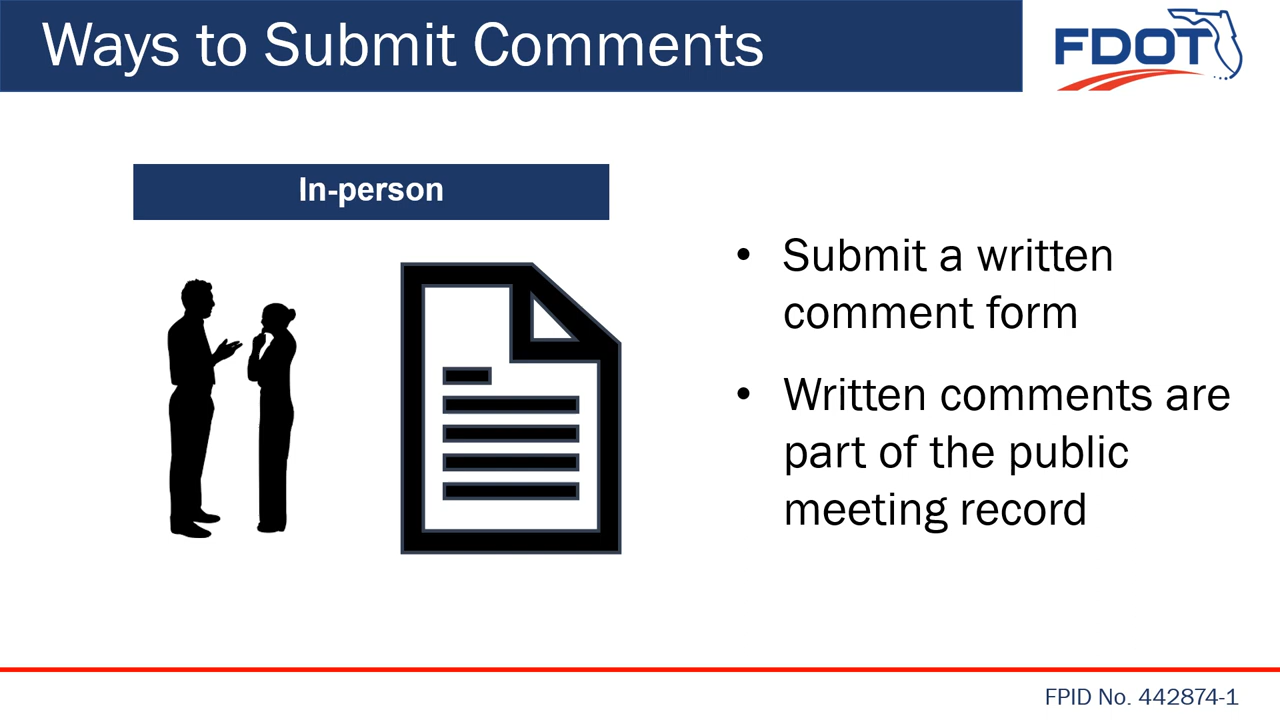 Ways to Submit Comments
FDOT
In-person
• Submit a written
comment form
• Written comments are
part of the public
meeting record
FPID No. 442874-1